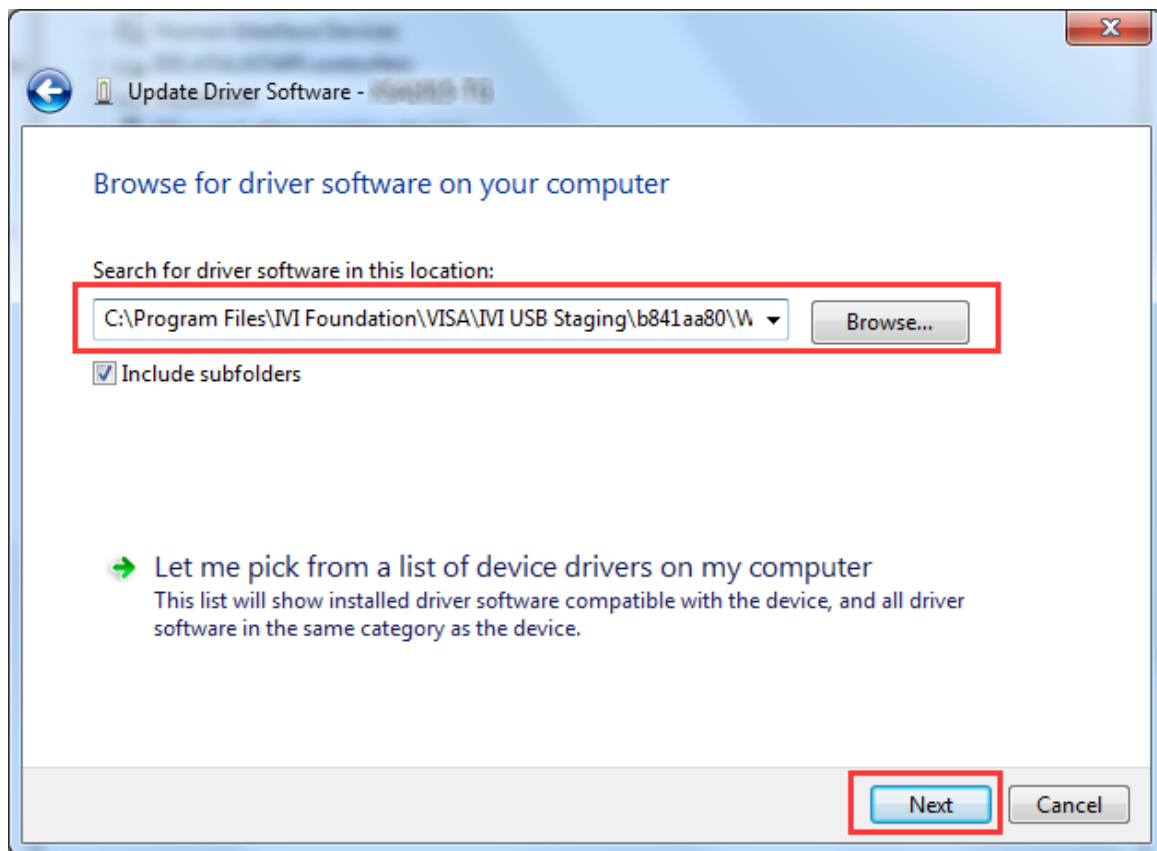 Update Driver Software -
Browse for driver software on your computer
Search for driver software in this location:
C:\Program Files\IVI Foundation\VISA\IVI USB Staging\b841aa80\W
Browse...
Include subfolders
Let me pick from a list of device drivers on my computer
This list will show installed driver software compatible with the device, and all driver
software in the same category as the device.
Next
Cancel